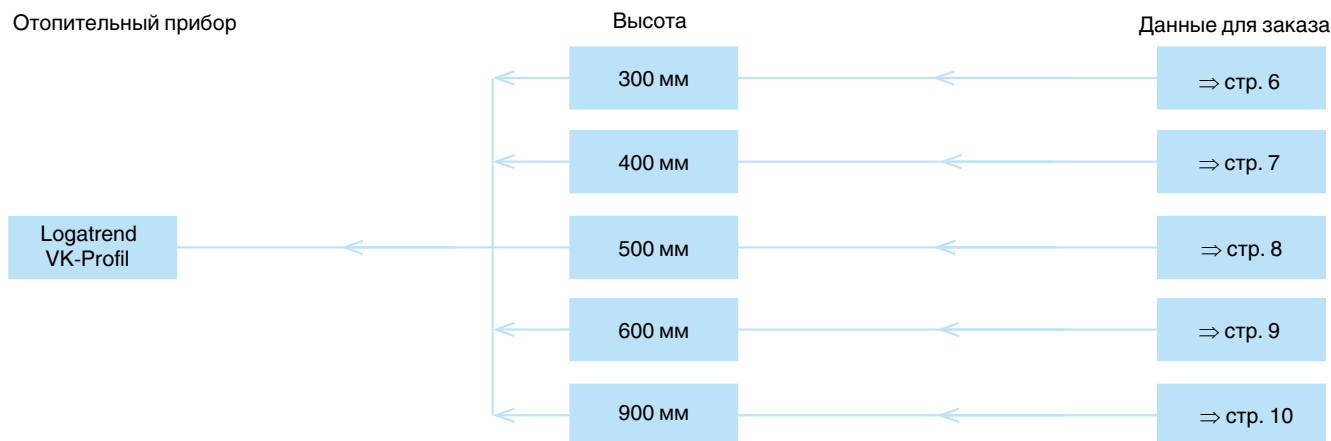 Отопительный прибор
Высота
Данные для заказа
300 мм
⇒ стр. 6
400 мм
⇒ стр. 7
Logatrend
VK-Profil
500 мм
⇒ стр. 8
600 мм
⇒ стр. 9
900 мм
⇒ стр. 10